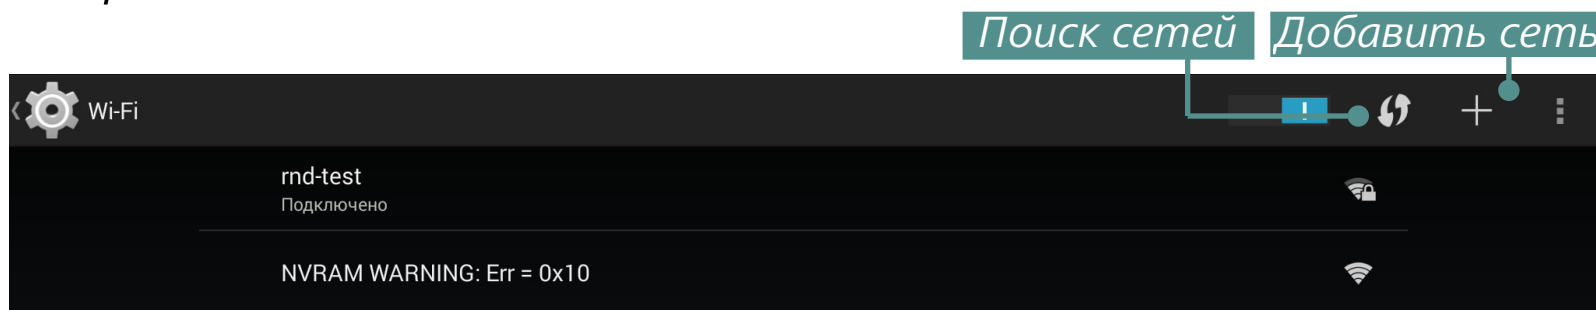 Поиск сетей
Добавить сеть
Wi-Fi
rnd-test
Подключено
NVRAM WARNING: Err = 0x10